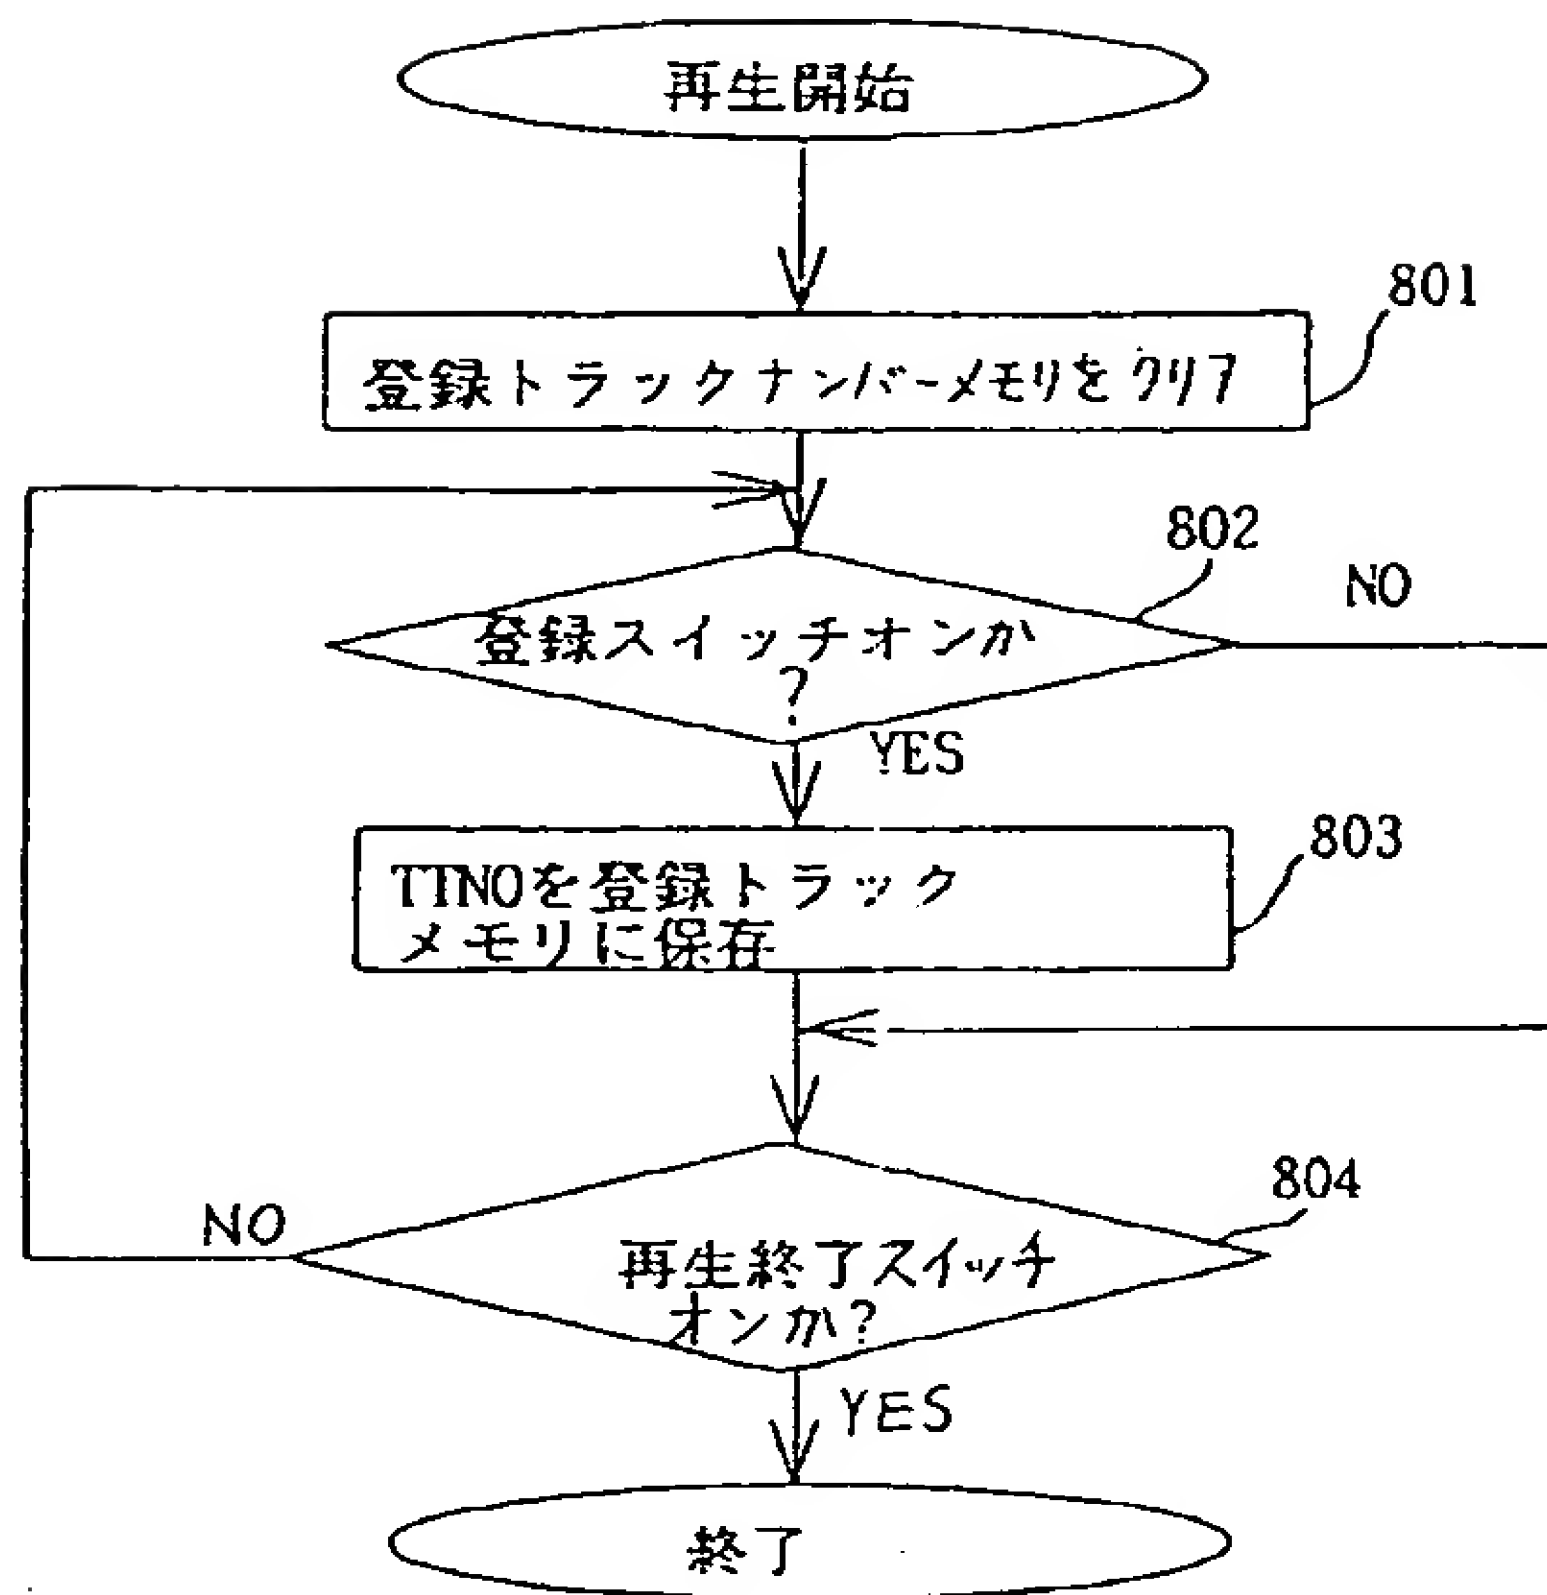 再生開始
801
登録トラックナンバーメモリをクリア
802
NO
登録スイッチオンか
?
YES
803
TTNOを登録トラック
メモリに保存
804
NO
再生終了スイッチ
オンか?
YES
終了